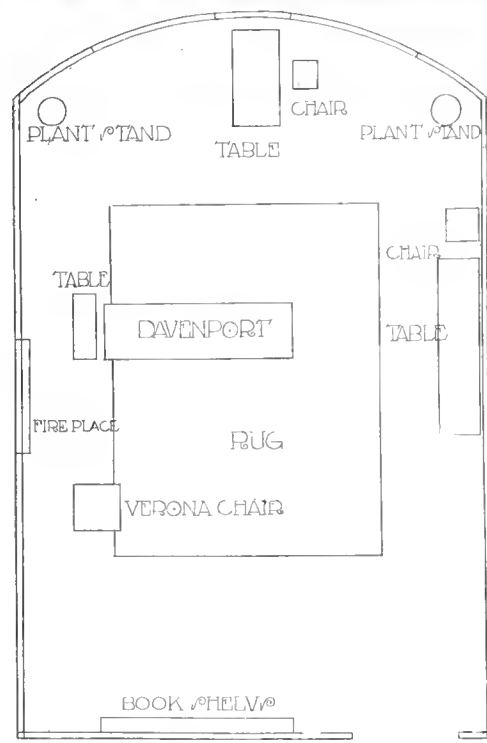 CHAIR
PLANT STAND
PLANT STAND
TABLE
CHAIR
TABLE
DAVENPORT
TABLE
RUG
FIRE PLACE
VERONA CHAIR
BOOK SHELVS